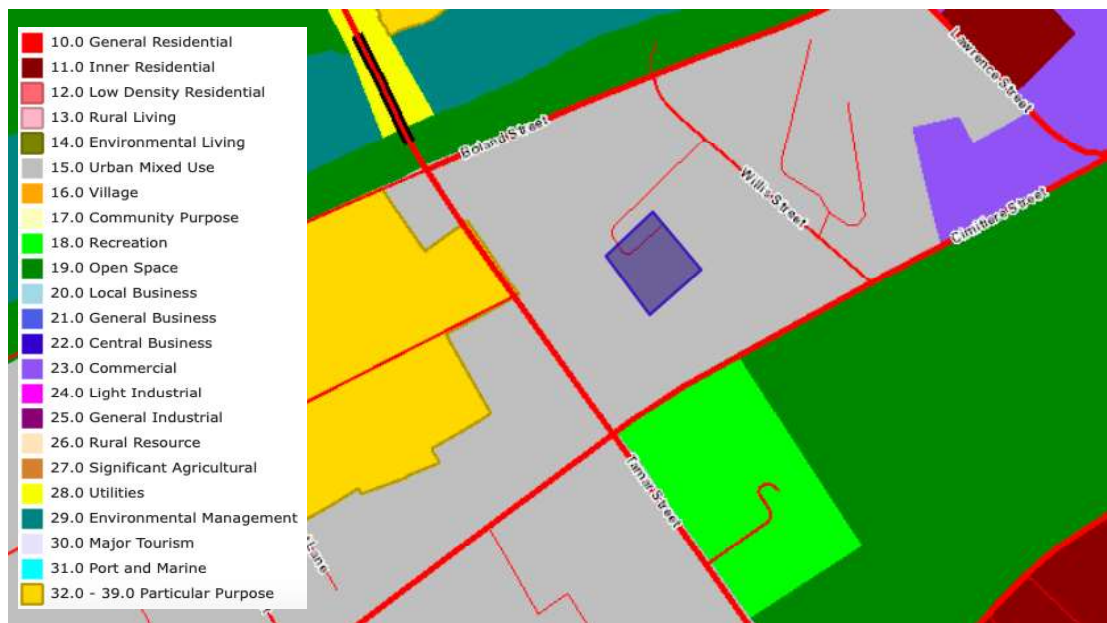 10.0 General Residential
11.0 Inner Residential
12.0 Low Density Residential
13.0 Rural Living
14.0 Environmental Living
15.0 Urban Mixed Use
16.0 Village
17.0 Community Purpose
18.0 Recreation
19.0 Open Space
20.0 Local Business
21.0 General Business
22.0 Central Business
23.0 Commercial
24.0 Light Industrial
25.0 General Industrial
26.0 Rural Resource
27.0 Significant Agricultural
28.0 Utilities
29.0 Environmental Management
30.0 Major Tourism
31.0 Port and Marine
32.0 - 39.0 Particular Purpose
Boland Street
Lawrence Street
Willis Street
Cimitiere Street
Tamar Street
Lane